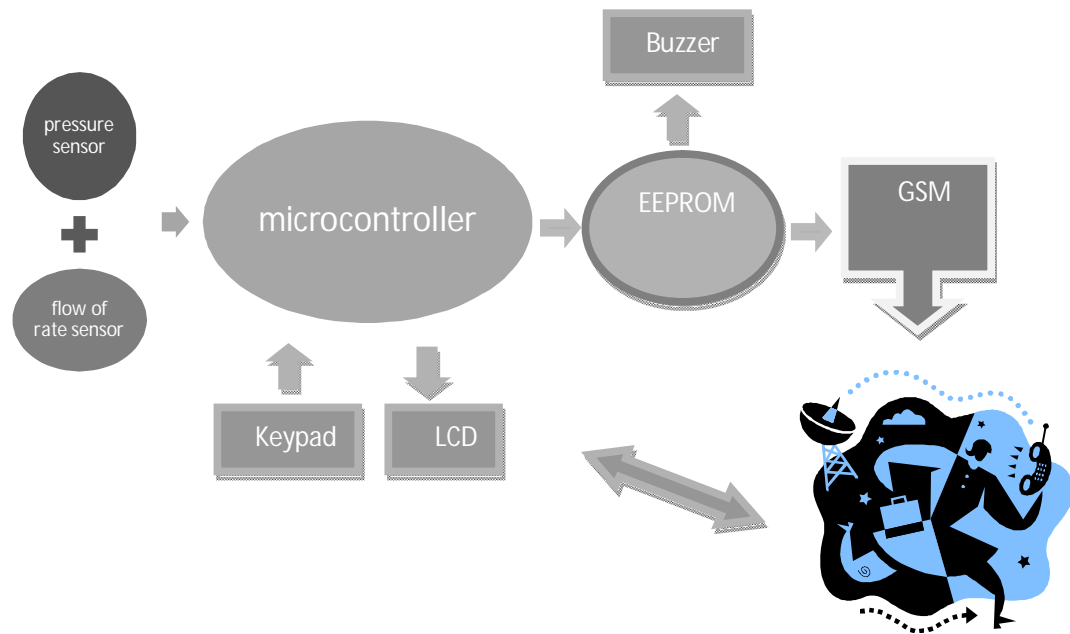 Buzzer
pressure
sensor
microcontroller
EEPROM
GSM
flow of
rate sensor
Keypad
LCD